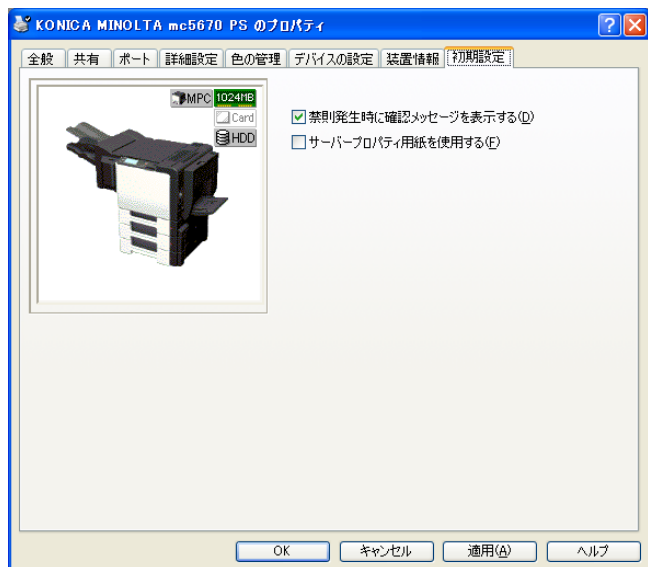 KONICA MINOLTA mc5670 PS のプロパティ
全般 共有 ポート 詳細設定 色の管理 デバイスの設定 装置情報 初期設定
MPC 1024MB
Card
HDD
禁則発生時に確認メッセージを表示する(D)
サーバープロパティ用紙を使用する(F)
OK キャンセル 適用(A) ヘルプ